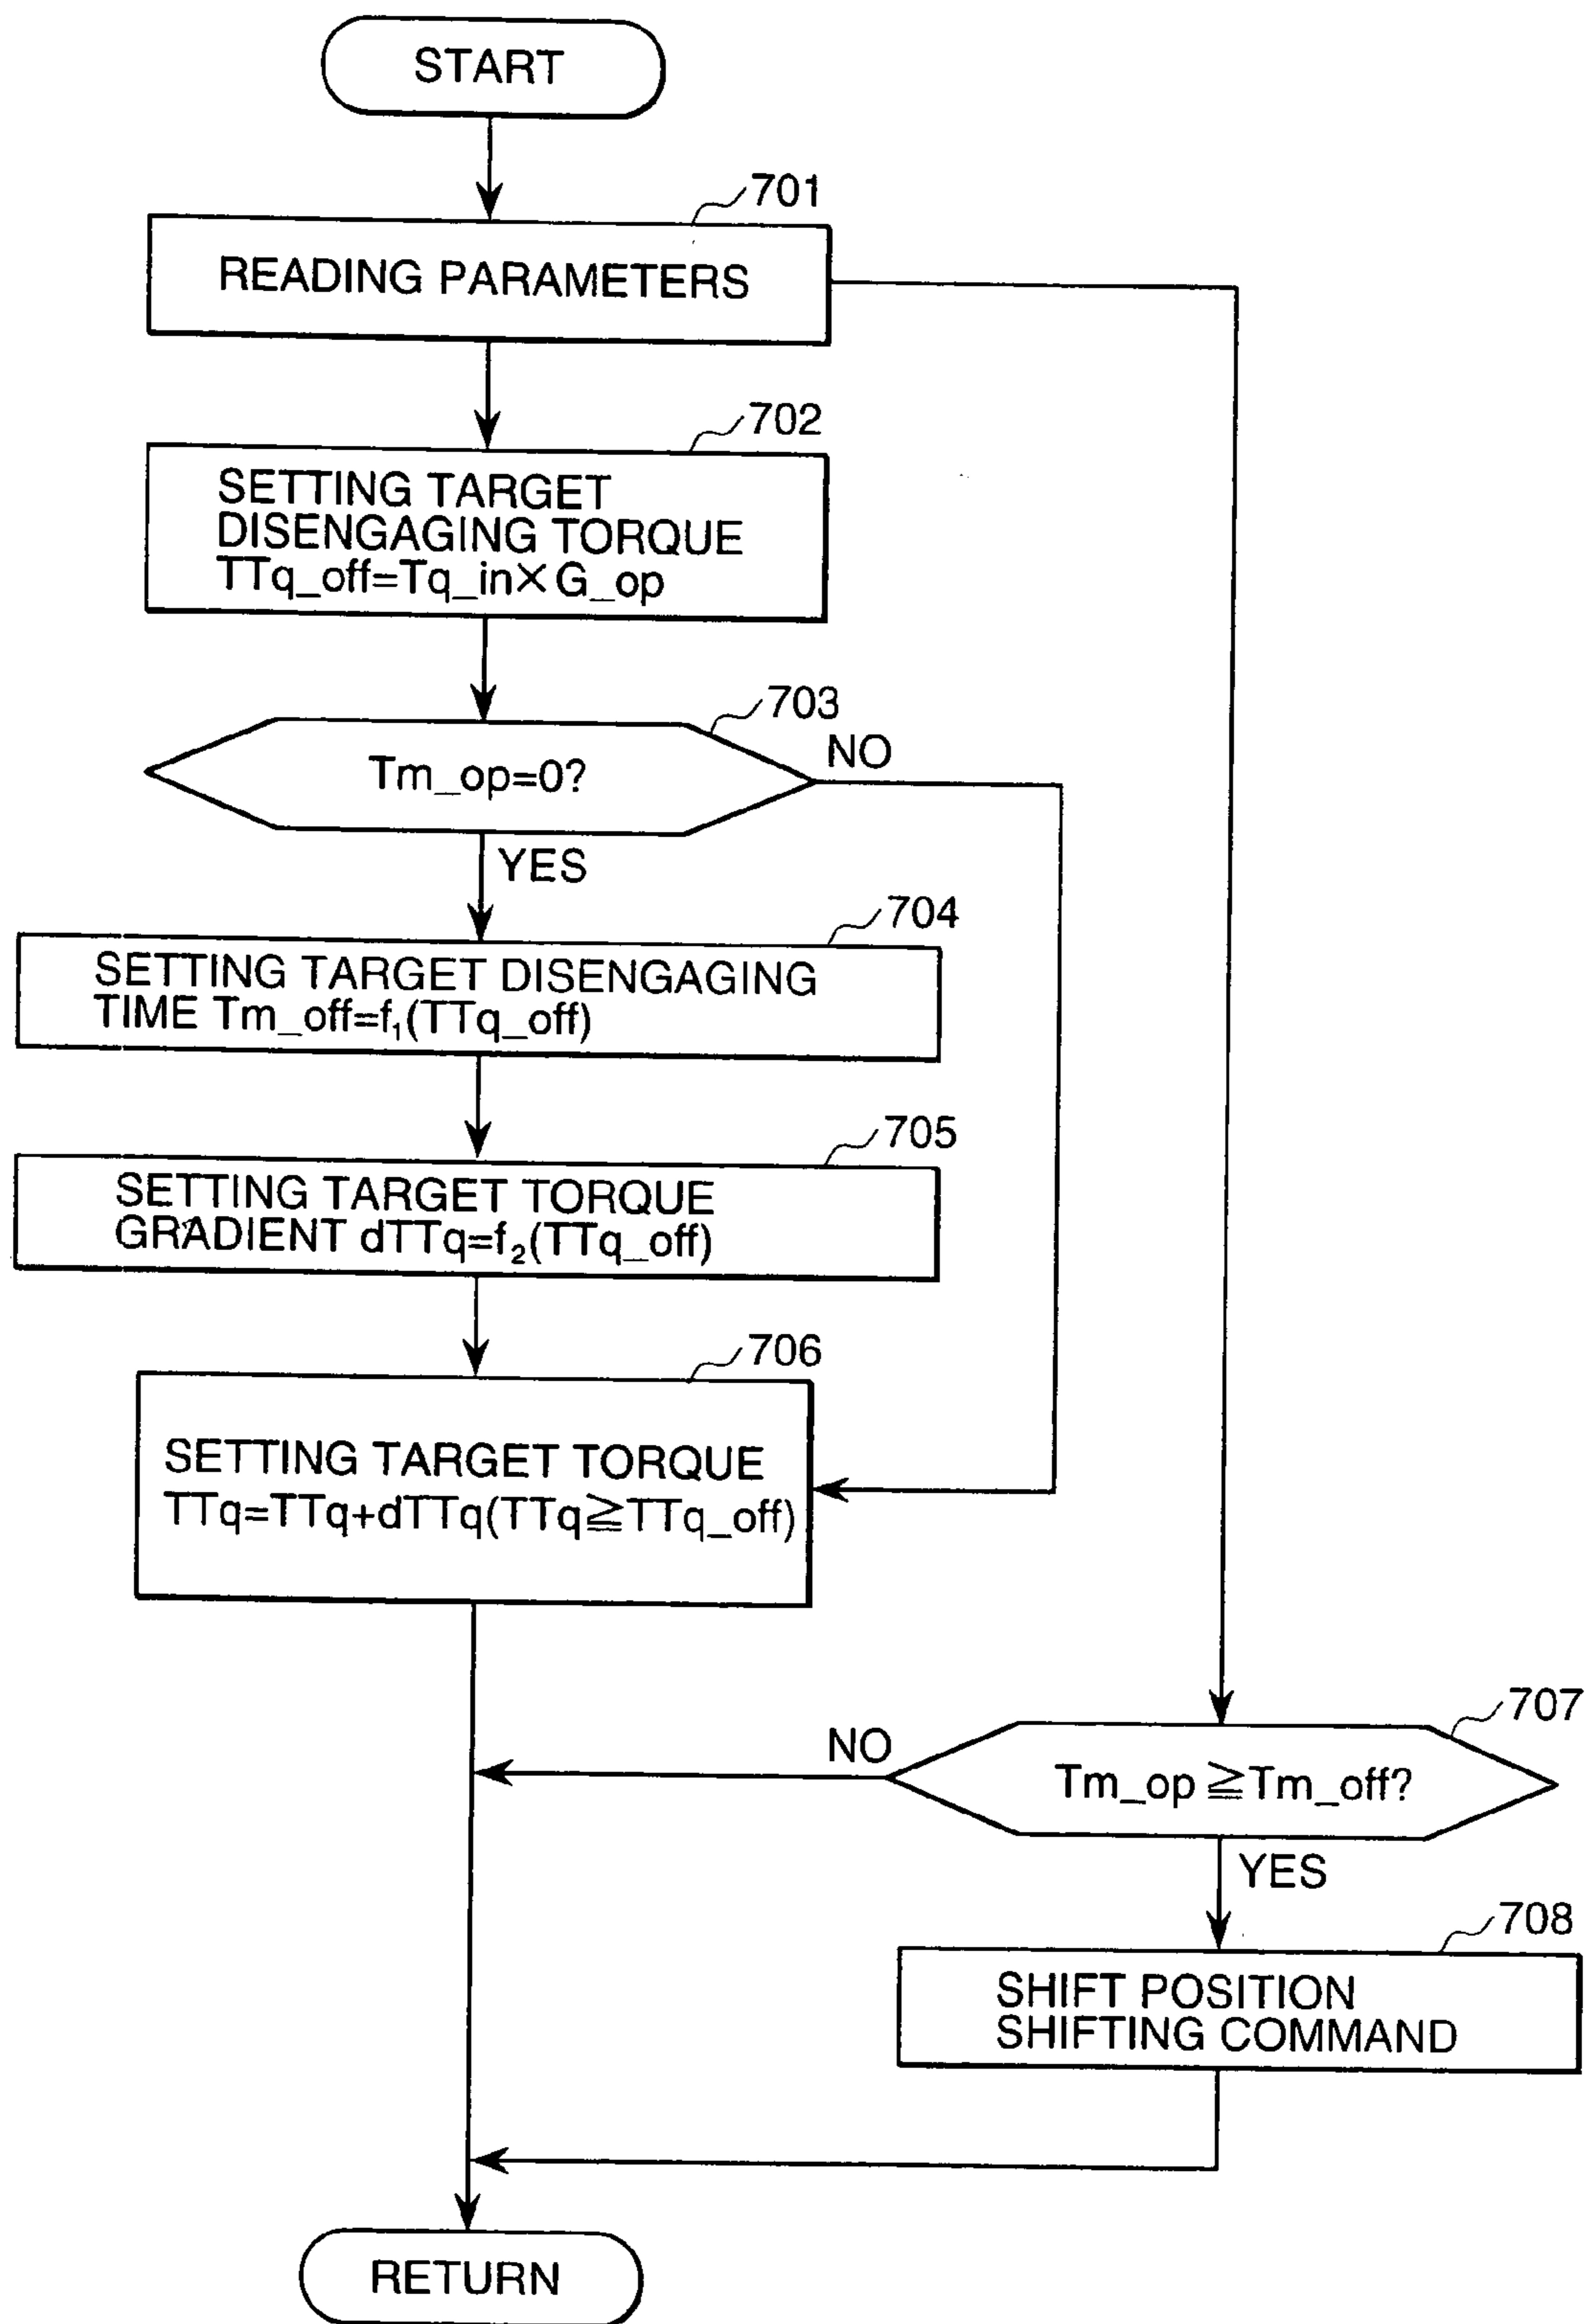 START
701
READING PARAMETERS
702
SETTING TARGET
DISENGAGING TORQUE
TTq_off=Tq_in×G_op
703
Tm_op=0?
NO
YES
704
SETTING TARGET DISENGAGING
TIME Tm_off=f₁(TTq_off)
705
SETTING TARGET TORQUE
GRADIENT dTTq=f₂(TTq_off)
706
SETTING TARGET TORQUE
TTq=TTq+dTTq(TTq≧TTq_off)
707
NO
Tm_op≧Tm_off?
YES
708
SHIFT POSITION
SHIFTING COMMAND
RETURN